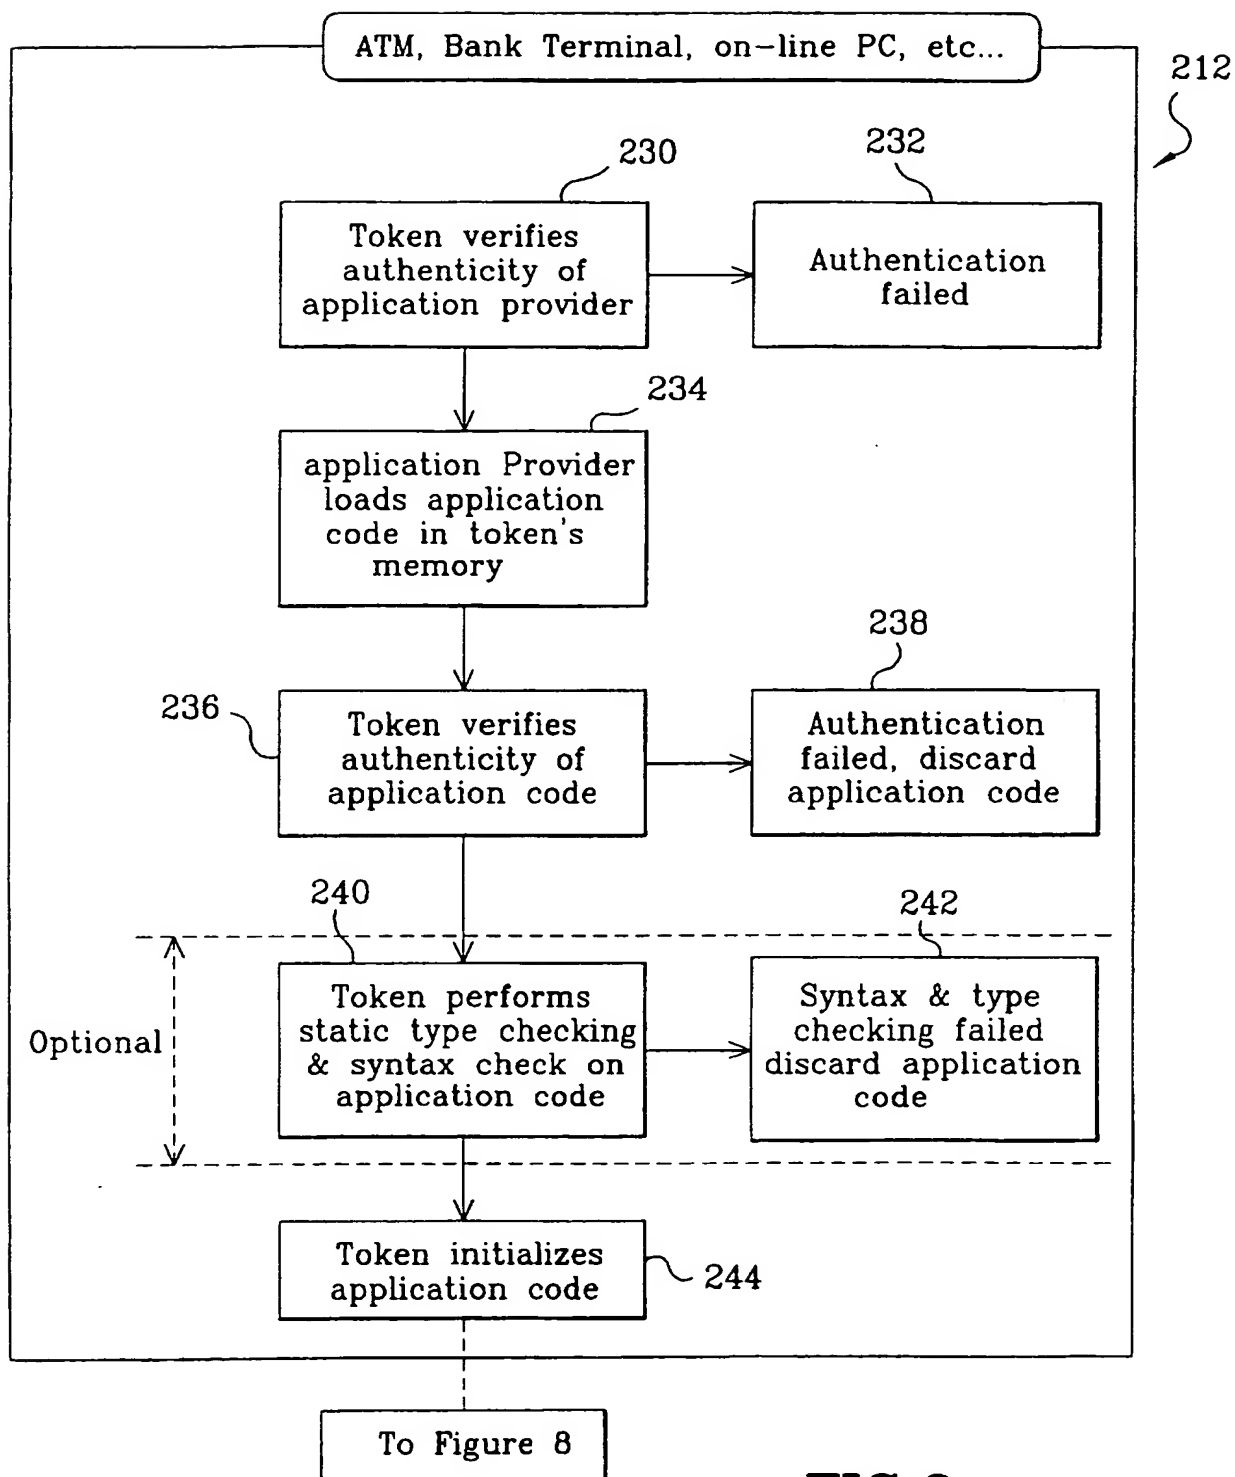 ATM, Bank Terminal, on-line PC, etc...
212
230
232
Token verifies
authenticity of
application provider
Authentication
failed
234
application Provider
loads application
code in token's
memory
238
236
Token verifies
authenticity of
application code
Authentication
failed, discard
application code
240
242
Optional
Token performs
static type checking
& syntax check on
application code
Syntax & type
checking failed
discard application
code
Token initializes
application code
244
To Figure 8